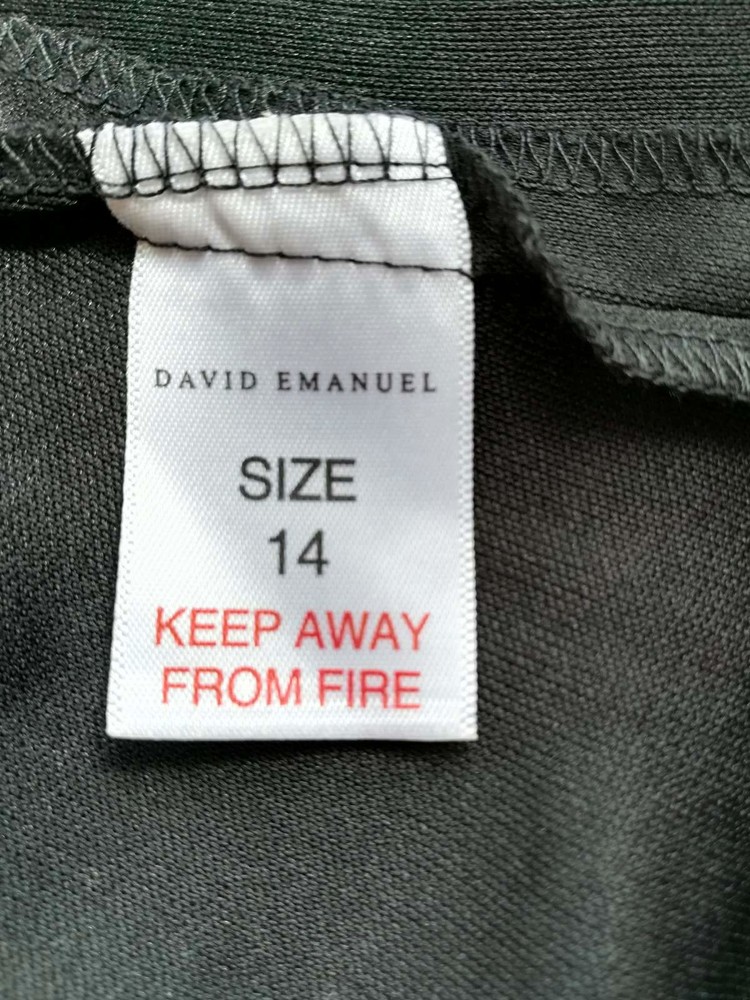 DAVID EMANUEL
SIZE
14
KEEP AWAY
FROM FIRE